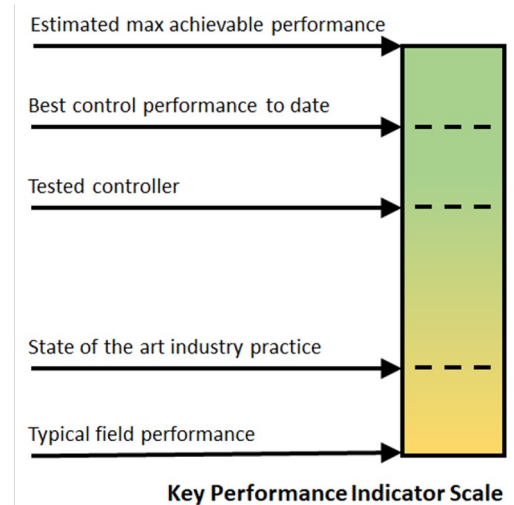 Estimated max achievable performance
Best control performance to date
Tested controller
State of the art industry practice
Typical field performance
Key Performance Indicator Scale